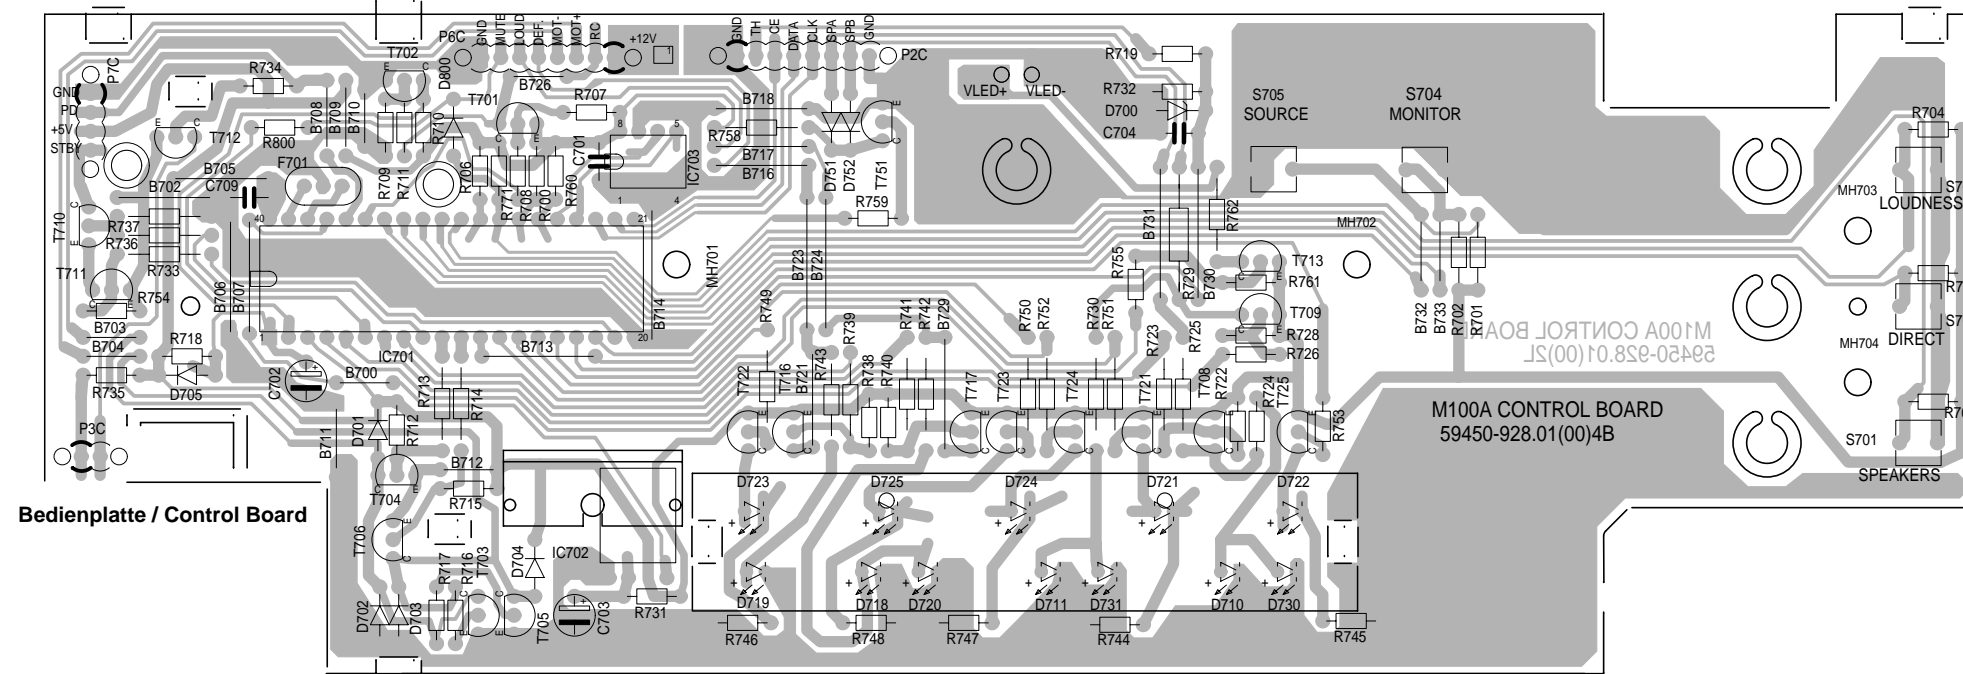 P7C
GND
PD
+5V
STBY
R734
T702
D800
P6C
GND
MUTE
LOUD
DEF.
MOT-
MOT+
RC
+12V
1
GND
TH
CE
DATA
CLK
SPA
SPB
GND
P2C
R719
R732
D700
C704
VLED+
VLED-
S705
SOURCE
S704
MONITOR
R704
B726
T701
R707
B718
R758
B717
B716
D751
D752
T751
R759
B708
B709
B710
R710
T712
R800
F701
B705
B702
C709
R709
R711
R706
R771
R708
R700
R760
C701
IC703
8
5
1
4
T710
R737
R736
R733
T711
R754
B703
B704
R718
R735
D705
40
21
1
20
B706
B707
MH701
B714
IC701
B713
C702
B700
B723
B724
R749
R739
R741
R742
B729
R750
R752
R730
R751
R755
R723
R725
B731
R729
B730
R762
T713
R761
T709
R728
R726
MH702
B732
B733
R702
R701
MH703
LOUDNESS
DIRECT
MH704
M100A CONTROL BOARD
59450-928.01(00)2L
M100A CONTROL BOARD
59450-928.01(00)4B
S701
SPEAKERS
P3C
B711
D701
R712
R713
R714
B712
R715
T704
T706
T722
T716
B721
R743
R738
R740
T717
T723
T724
T721
T708
R722
R724
T725
R753
D723
D725
D724
D721
D722
D719
D718
D720
D711
D731
D710
D730
R746
R748
R747
R744
R745
R717
R716
T703
D704
IC702
D702
D703
T705
C703
R731
Bedienplatte / Control Board